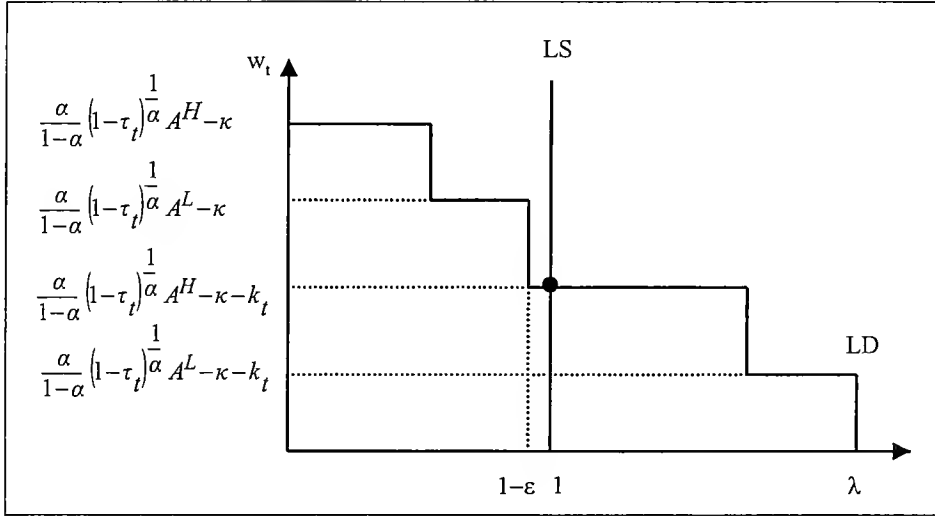 LS
w_t
α/(1−α) (1−τ_t)^{1/α} A^H −κ
α/(1−α) (1−τ_t)^{1/α} A^L −κ
α/(1−α) (1−τ_t)^{1/α} A^H −κ−k_t
LD
α/(1−α) (1−τ_t)^{1/α} A^L −κ−k_t
1−ε 1 λ